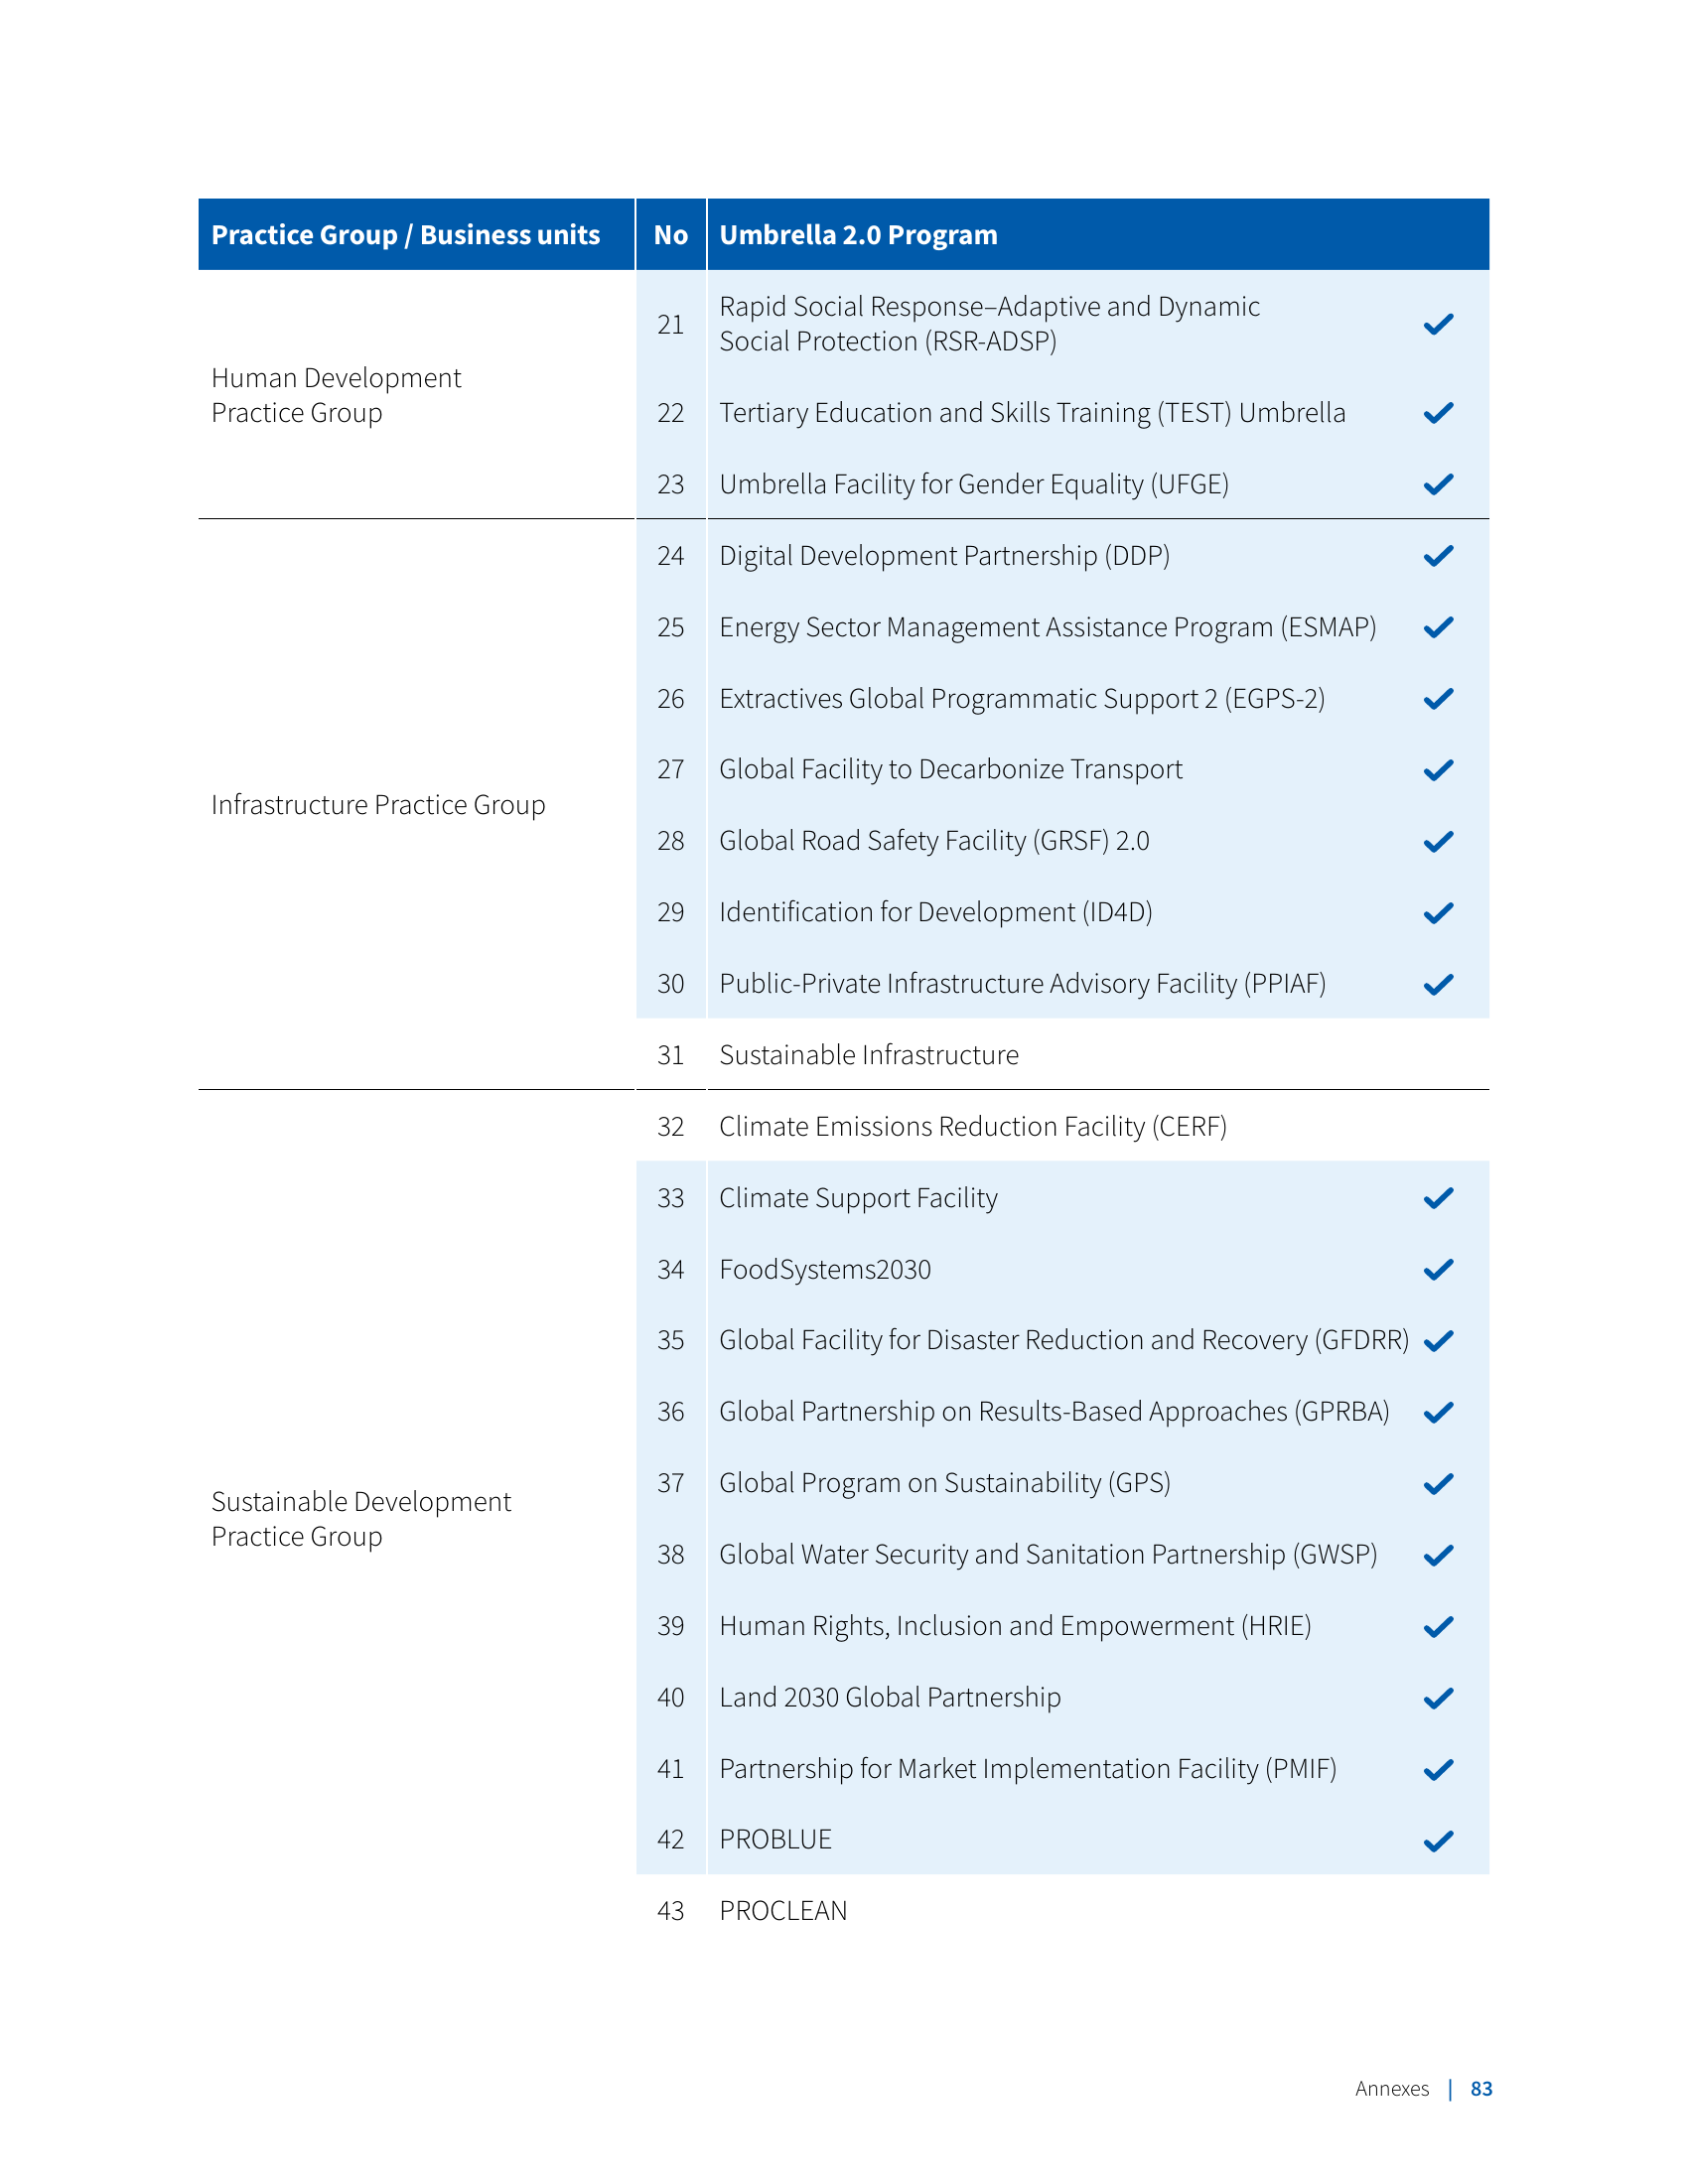 Practice Group / Business units No Umbrella 2.0 Program
Human Development
Practice Group
21 Rapid Social Response–Adaptive and Dynamic
Social Protection (RSR-ADSP) ✓
22 Tertiary Education and Skills Training (TEST) Umbrella ✓
23 Umbrella Facility for Gender Equality (UFGE) ✓
Infrastructure Practice Group
24 Digital Development Partnership (DDP) ✓
25 Energy Sector Management Assistance Program (ESMAP) ✓
26 Extractives Global Programmatic Support 2 (EGPS-2) ✓
27 Global Facility to Decarbonize Transport ✓
28 Global Road Safety Facility (GRSF) 2.0 ✓
29 Identification for Development (ID4D) ✓
30 Public-Private Infrastructure Advisory Facility (PPIAF) ✓
31 Sustainable Infrastructure
Sustainable Development
Practice Group
32 Climate Emissions Reduction Facility (CERF)
33 Climate Support Facility ✓
34 FoodSystems2030 ✓
35 Global Facility for Disaster Reduction and Recovery (GFDRR) ✓
36 Global Partnership on Results-Based Approaches (GPRBA) ✓
37 Global Program on Sustainability (GPS) ✓
38 Global Water Security and Sanitation Partnership (GWSP) ✓
39 Human Rights, Inclusion and Empowerment (HRIE) ✓
40 Land 2030 Global Partnership ✓
41 Partnership for Market Implementation Facility (PMIF) ✓
42 PROBLUE ✓
43 PROCLEAN
Annexes | 83